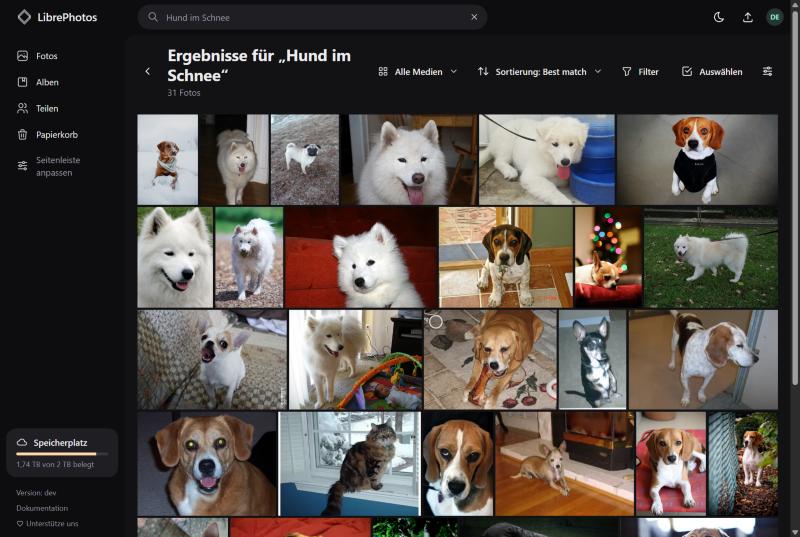 LibrePhotos
Hund im Schnee
DE
Fotos
Alben
Teilen
Papierkorb
Seitenleiste
anpassen
Ergebnisse für „Hund im
Schnee“
31 Fotos
Alle Medien
Sortierung: Best match
Filter
Auswählen
Speicherplatz
1,74 TB von 2 TB belegt
Version: dev
Dokumentation
Unterstütze uns